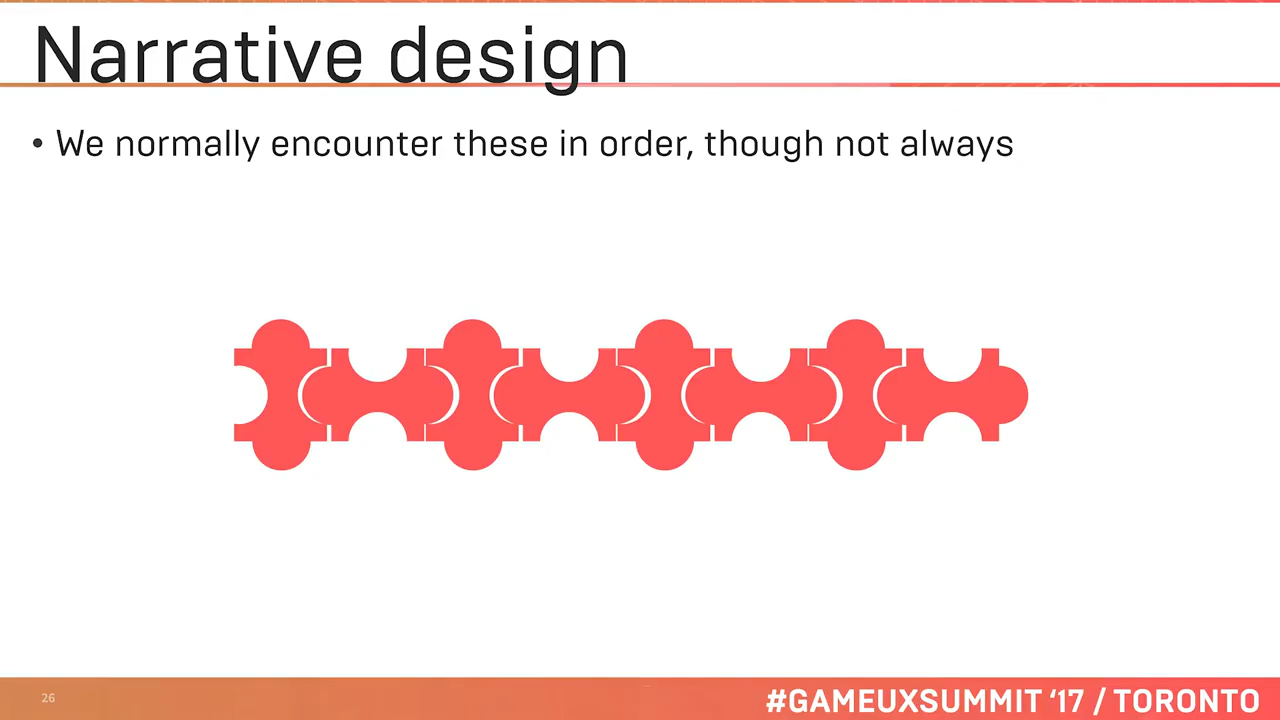 Narrative design
• We normally encounter these in order, though not always
26
#GAMEUXSUMMIT ‘17 / TORONTO